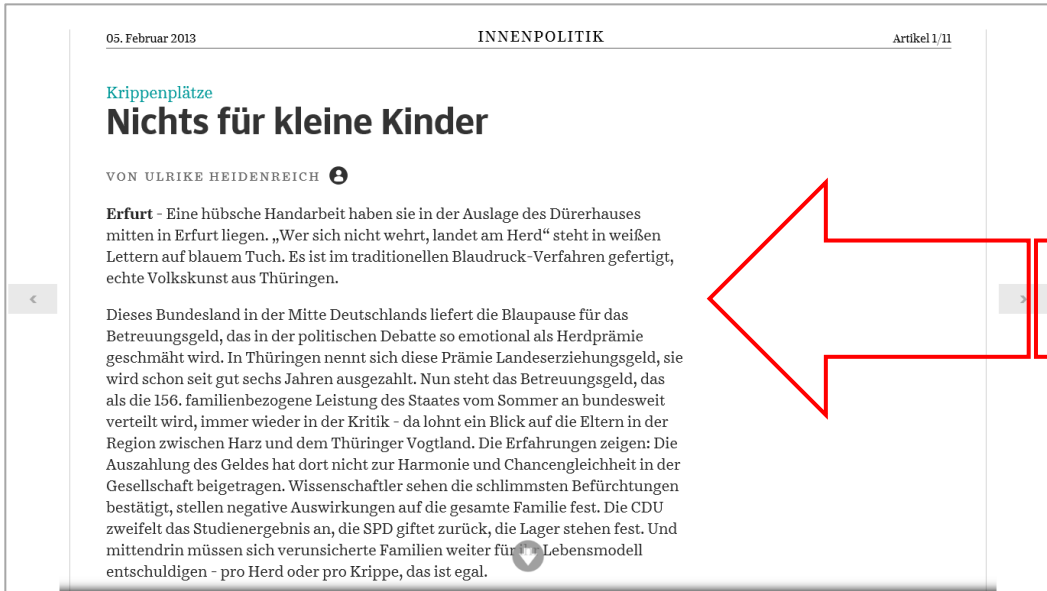 05. Februar 2013 INNENPOLITIK Artikel 1/11
Krippenplätze
Nichts für kleine Kinder
VON ULRIKE HEIDENREICH
Erfurt - Eine hübsche Handarbeit haben sie in der Auslage des Dürerhauses
mitten in Erfurt liegen. „Wer sich nicht wehrt, landet am Herd“ steht in weißen
Lettern auf blauem Tuch. Es ist im traditionellen Blaudruck-Verfahren gefertigt,
echte Volkskunst aus Thüringen.
Dieses Bundesland in der Mitte Deutschlands liefert die Blaupause für das
Betreuungsgeld, das in der politischen Debatte so emotional als Herdprämie
geschmäht wird. In Thüringen nennt sich diese Prämie Landeserziehungsgeld, sie
wird schon seit gut sechs Jahren ausgezahlt. Nun steht das Betreuungsgeld, das
als die 156. familienbezogene Leistung des Staates vom Sommer an bundesweit
verteilt wird, immer wieder in der Kritik - da lohnt ein Blick auf die Eltern in der
Region zwischen Harz und dem Thüringer Vogtland. Die Erfahrungen zeigen: Die
Auszahlung des Geldes hat dort nicht zur Harmonie und Chancengleichheit in der
Gesellschaft beigetragen. Wissenschaftler sehen die schlimmsten Befürchtungen
bestätigt, stellen negative Auswirkungen auf die gesamte Familie fest. Die CDU
zweifelt das Studienergebnis an, die SPD giftet zurück, die Lager stehen fest. Und
mittendrin müssen sich verunsicherte Familien weiter für ihr Lebensmodell
entschuldigen - pro Herd oder pro Krippe, das ist egal.